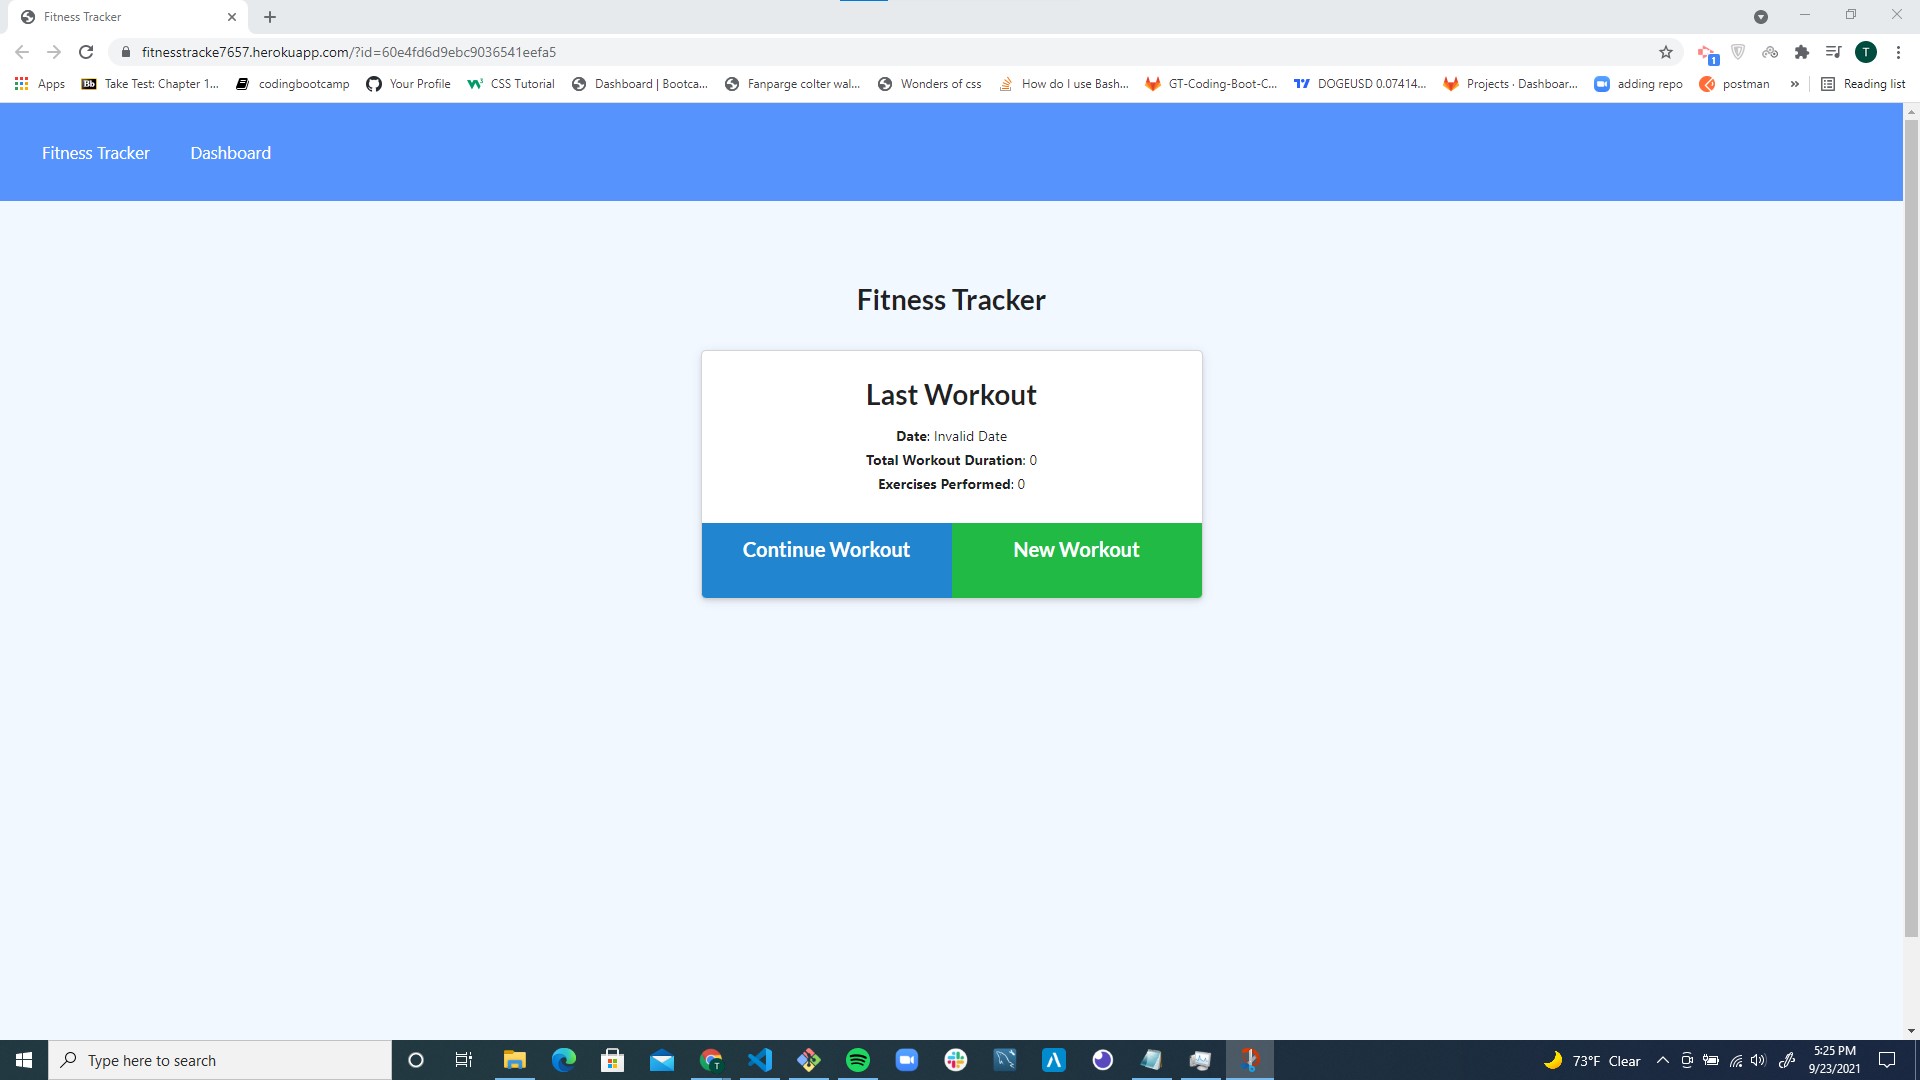 Fitness Tracker
fitnesstracke7657.herokuapp.com/?id=60e4fd6d9ebc9036541eefa5
1
T
Apps
Bb Take Test: Chapter 1...
codingbootcamp
Your Profile
CSS Tutorial
Dashboard | Bootca...
Fanparge colter wal...
Wonders of css
How do I use Bash...
GT-Coding-Boot-C...
DOGEUSD 0.07414...
Projects · Dashboar...
adding repo
postman
»
Reading list
Fitness Tracker
Dashboard
Fitness Tracker
Last Workout
Date: Invalid Date
Total Workout Duration: 0
Exercises Performed: 0
Continue Workout
New Workout
Type here to search
73°F Clear
5:25 PM
9/23/2021